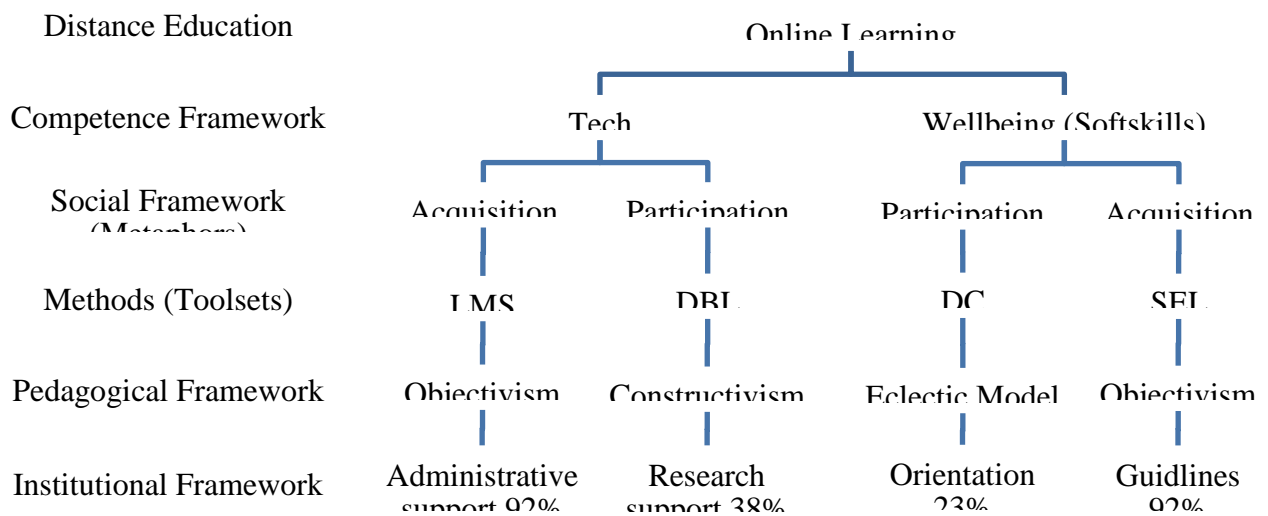 Distance Education
Online Learning
Competence Framework
Tech
Wellbeing (Softskills)
Social Framework
(Metaphors)
Acquisition
Participation
Participation
Acquisition
Methods (Toolsets)
LMS
DBL
DC
SEL
Pedagogical Framework
Objectivism
Constructivism
Eclectic Model
Objectivism
Institutional Framework
Administrative
support 92%
Research
support 38%
Orientation
23%
Guidlines
92%